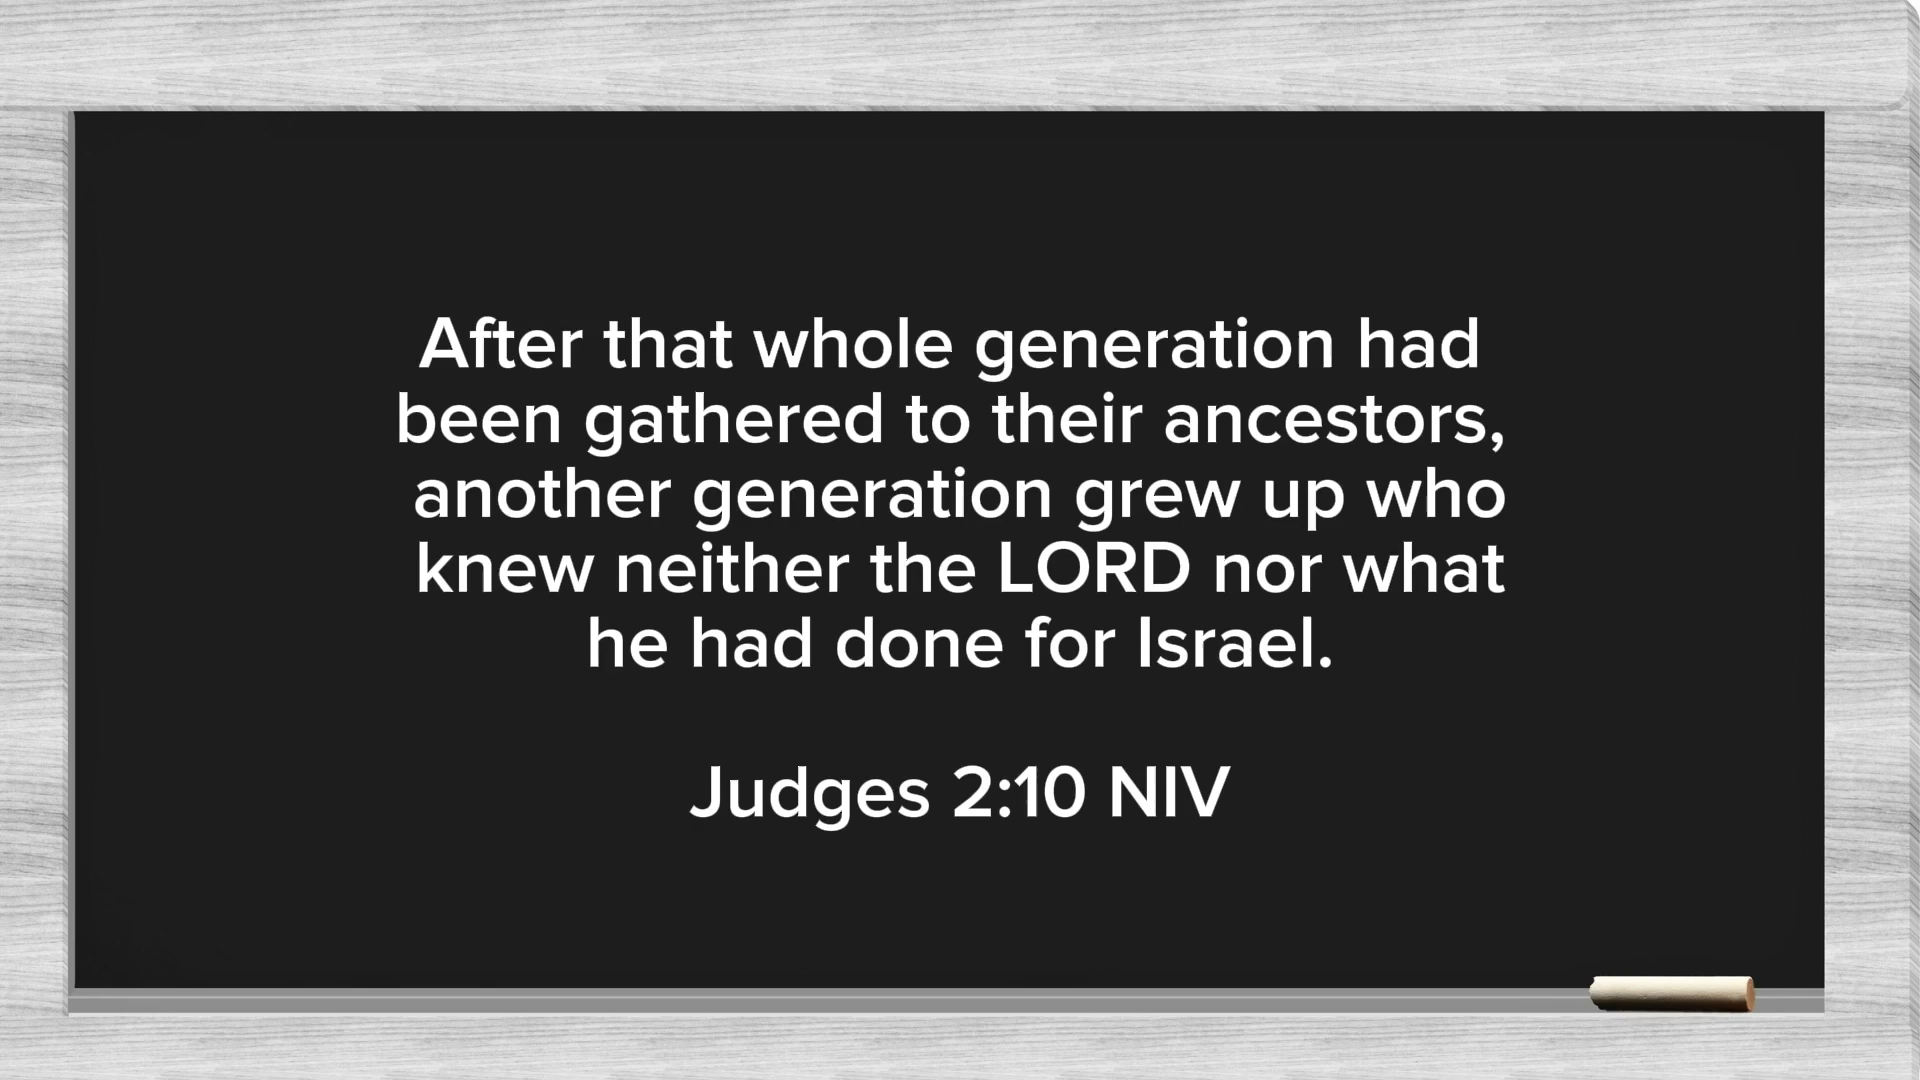 After that whole generation had
been gathered to their ancestors,
another generation grew up who
knew neither the LORD nor what
he had done for Israel.
Judges 2:10 NIV